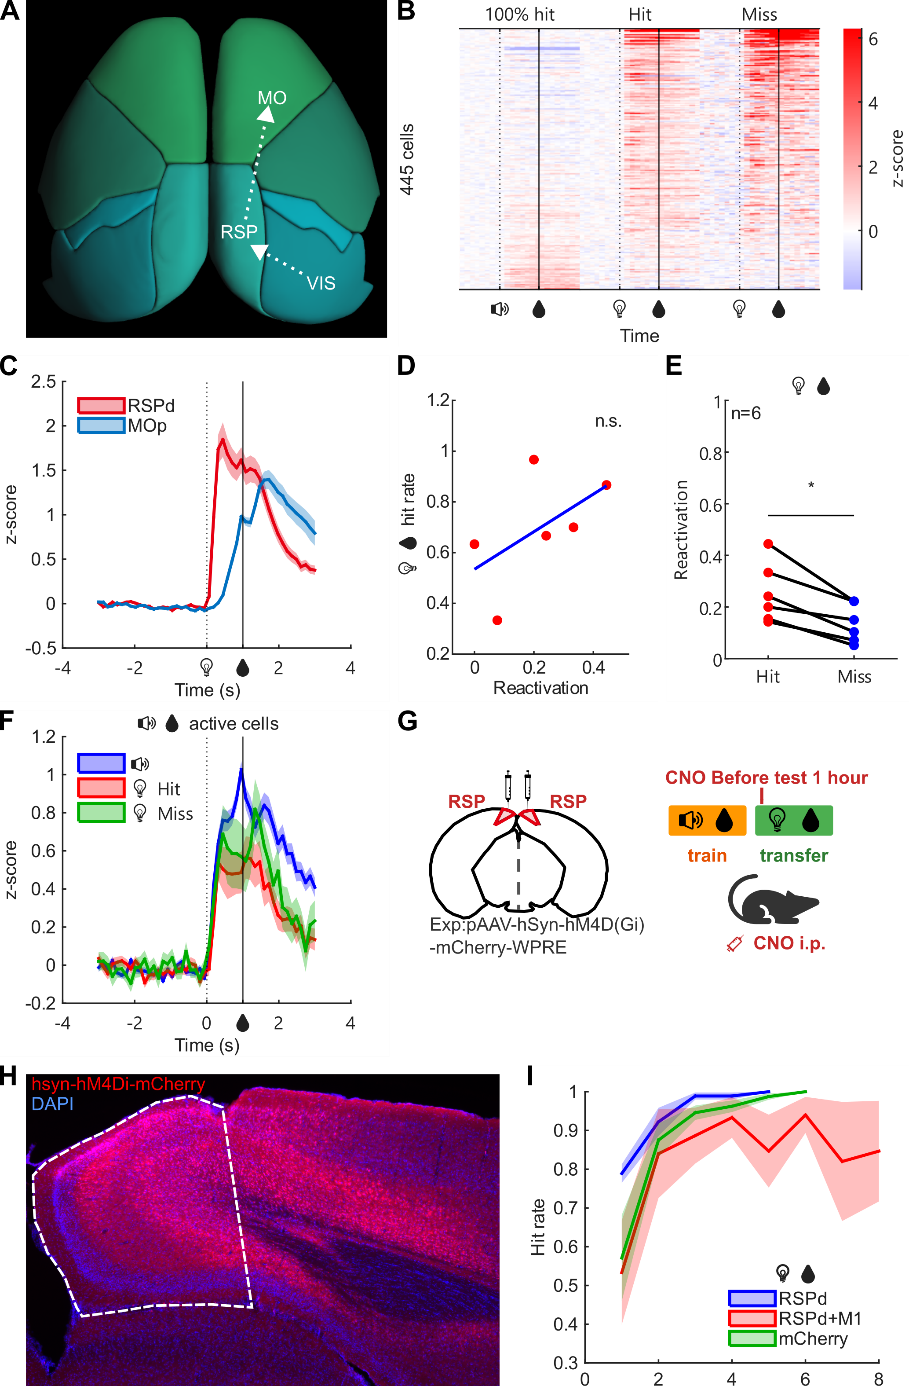 A
MO
RSP
VIS
B
100% hit
Hit
Miss
445 cells
Time
6
4
2
0
z-score
C
2.5
2
1.5
1
0.5
0
-0.5
z-score
RSPd
MOp
-4
-2
0
2
4
Time (s)
D
1.2
1
0.8
0.6
0.4
0.2
hit rate
n.s.
0
0.2
0.4
Reactivation
E
1
0.8
0.6
0.4
0.2
0
Reactivation
n=6
*
Hit
Miss
F
active cells
1.2
1
0.8
0.6
0.4
0.2
0
-0.2
z-score
Hit
Miss
-4
-2
0
2
4
Time (s)
G
RSP
RSP
Exp:pAAV-hSyn-hM4D(Gi)
-mCherry-WPRE
CNO Before test 1 hour
train
transfer
CNO i.p.
H
hsyn-hM4Di-mCherry
DAPI
I
1
0.9
0.8
0.7
0.6
0.5
0.4
0.3
Hit rate
RSPd
RSPd+M1
mCherry
0
2
4
6
8